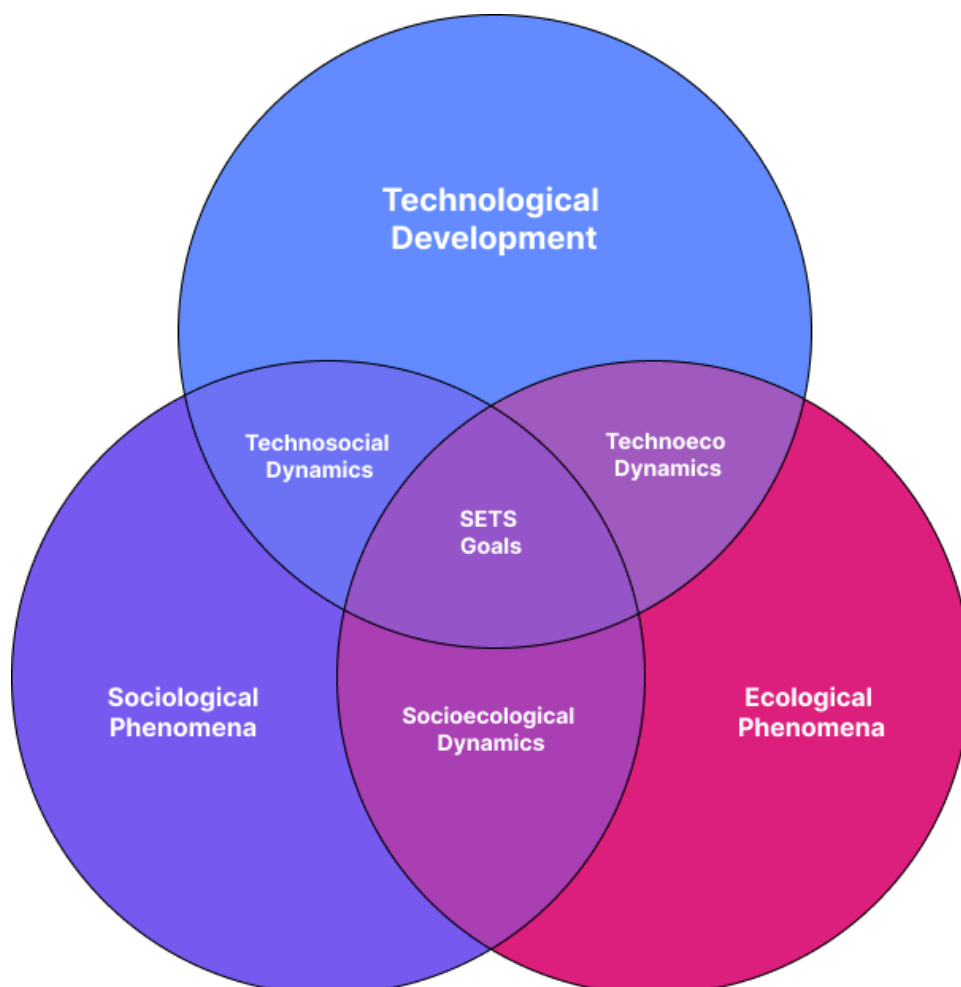 Technological
Development
Technosocial
Dynamics
Technoeco
Dynamics
SETS
Goals
Sociological
Phenomena
Socioecological
Dynamics
Ecological
Phenomena